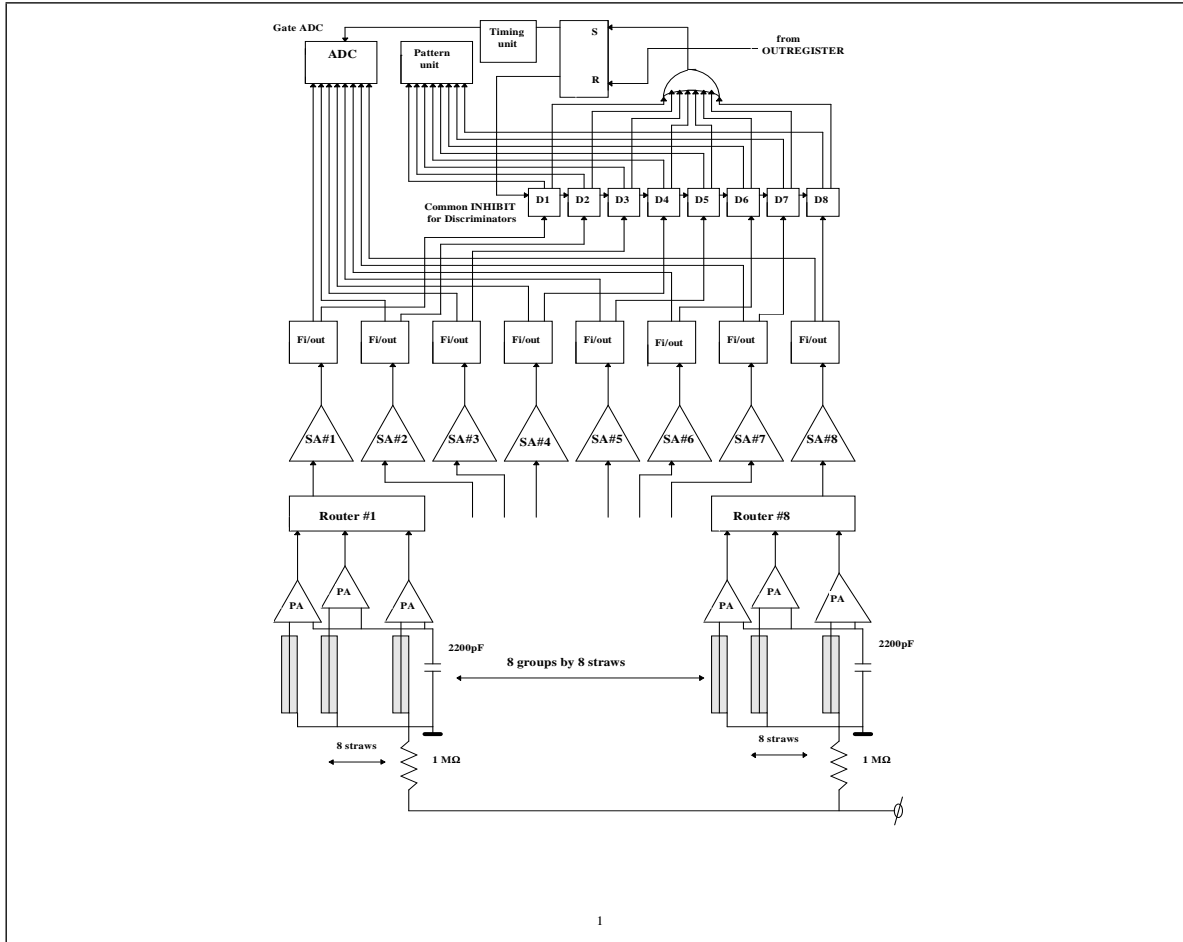 Gate ADC
Timing
unit
S
R
from
OUTREGISTER
ADC
Pattern
unit
Common INHIBIT
for Discriminators
D1
D2
D3
D4
D5
D6
D7
D8
Fi/out
Fi/out
Fi/out
Fi/out
Fi/out
Fi/out
Fi/out
Fi/out
SA#1
SA#2
SA#3
SA#4
SA#5
SA#6
SA#7
SA#8
Router #1
Router #8
PA
PA
PA
PA
PA
PA
2200pF
8 groups by 8 straws
2200pF
8 straws
1 MΩ
8 straws
1 MΩ
1